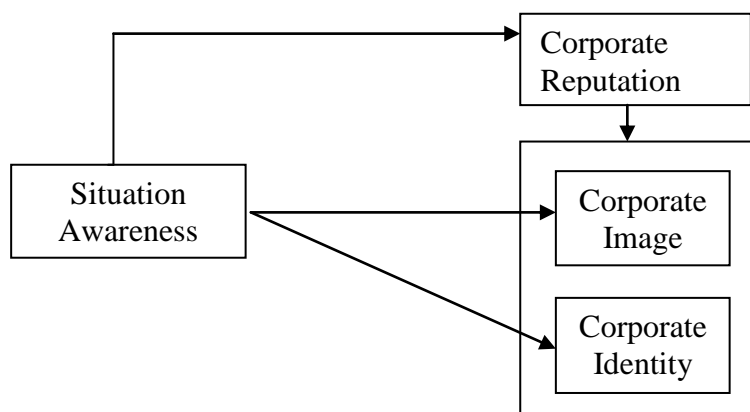 Corporate
Reputation
Situation
Awareness
Corporate
Image
Corporate
Identity